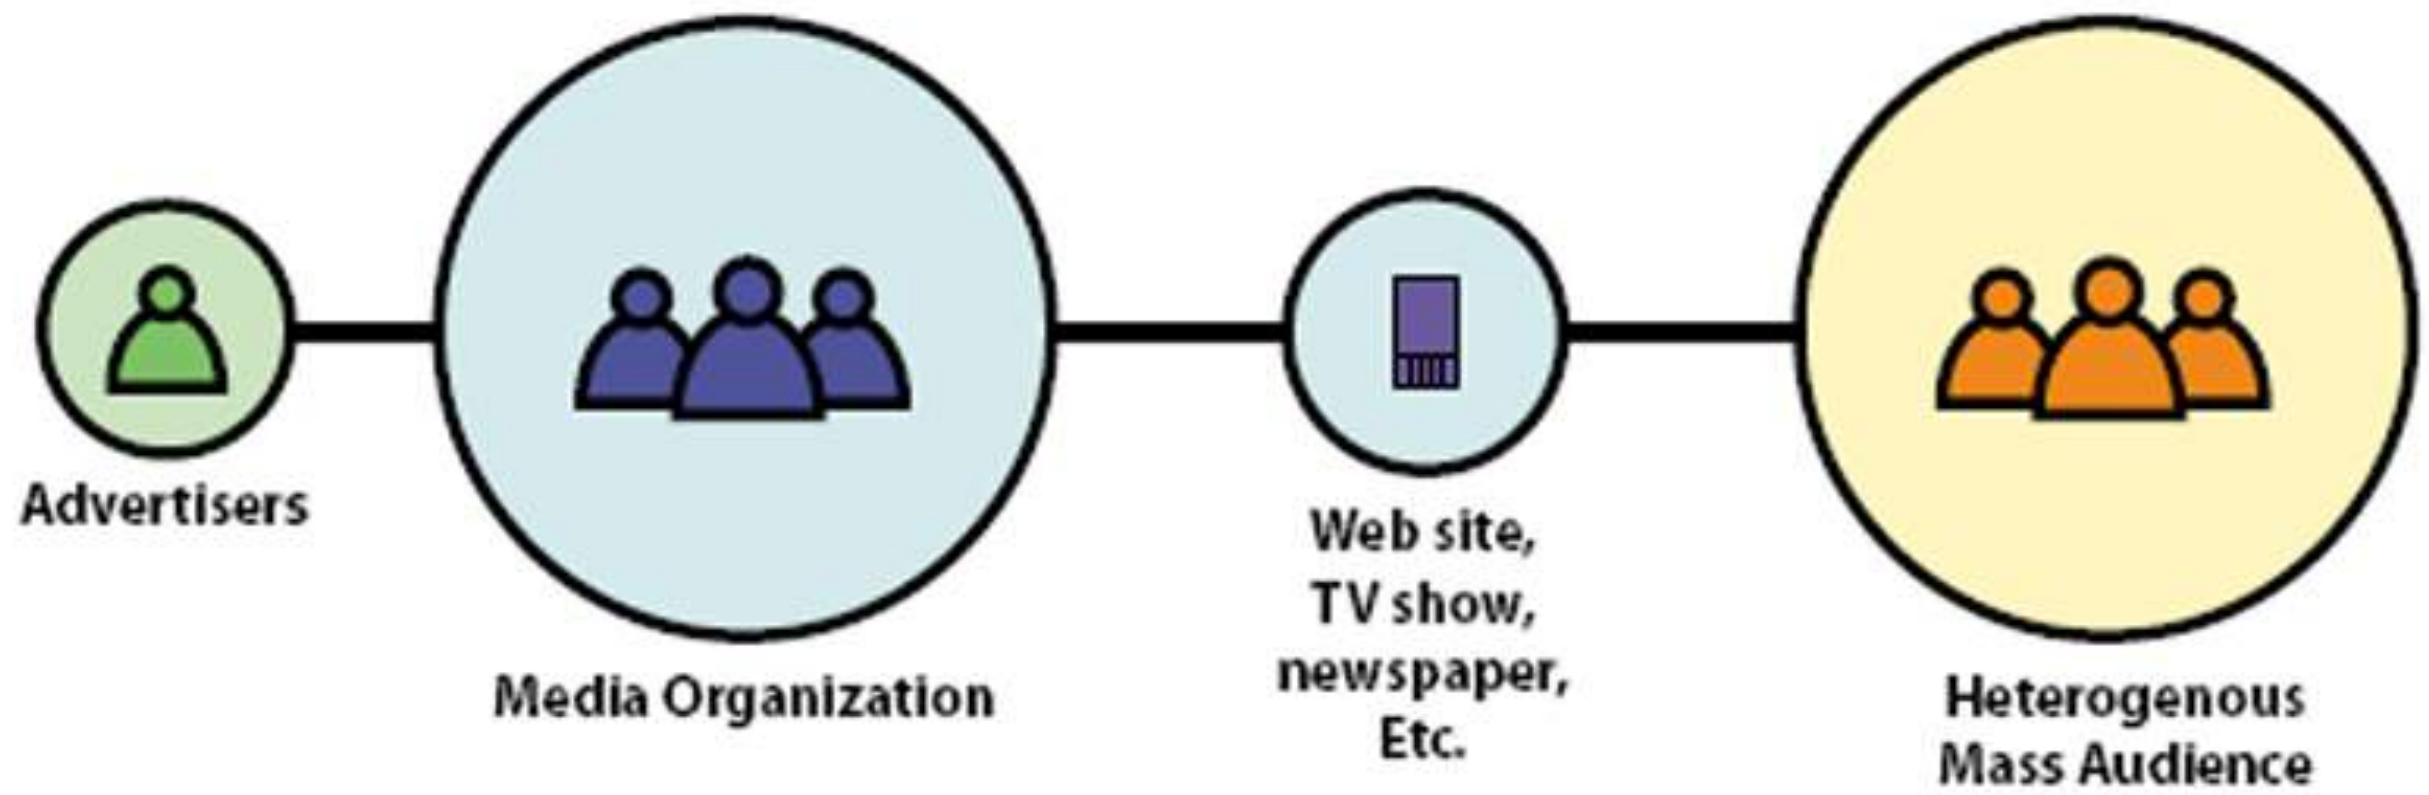 Advertisers
Media Organization
Web site,
TV show,
newspaper,
Etc.
Heterogenous
Mass Audience